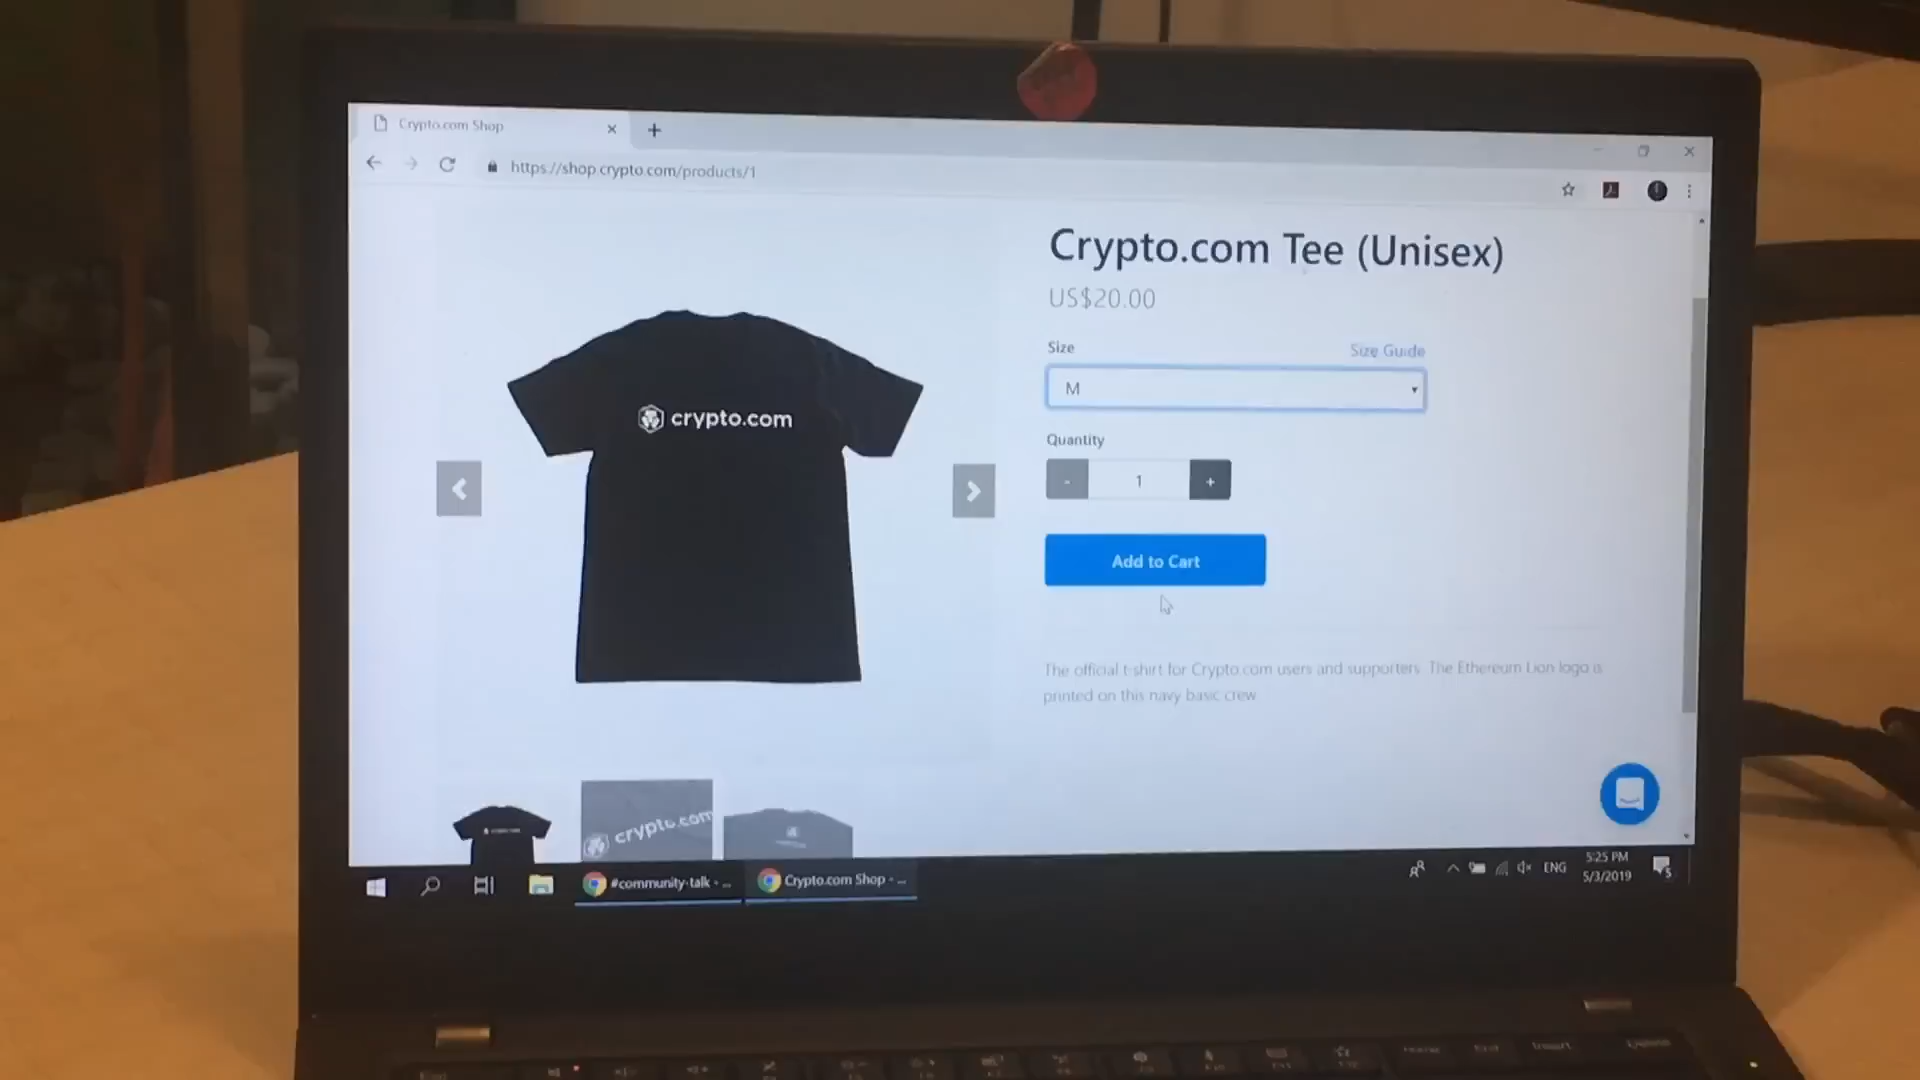 Crypto.com Shop
https://shop.crypto.com/products/1
Crypto.com Tee (Unisex)
US$20.00
Size
Size Guide
M
Quantity
-
1
+
Add to Cart
crypto.com
The official t-shirt for Crypto.com users and supporters. The Ethereum Lion logo is
printed on this navy basic crew.
crypto.com
#community-talk - ...
Crypto.com Shop - ...
ENG
5:25 PM
5/3/2019
5
Insert